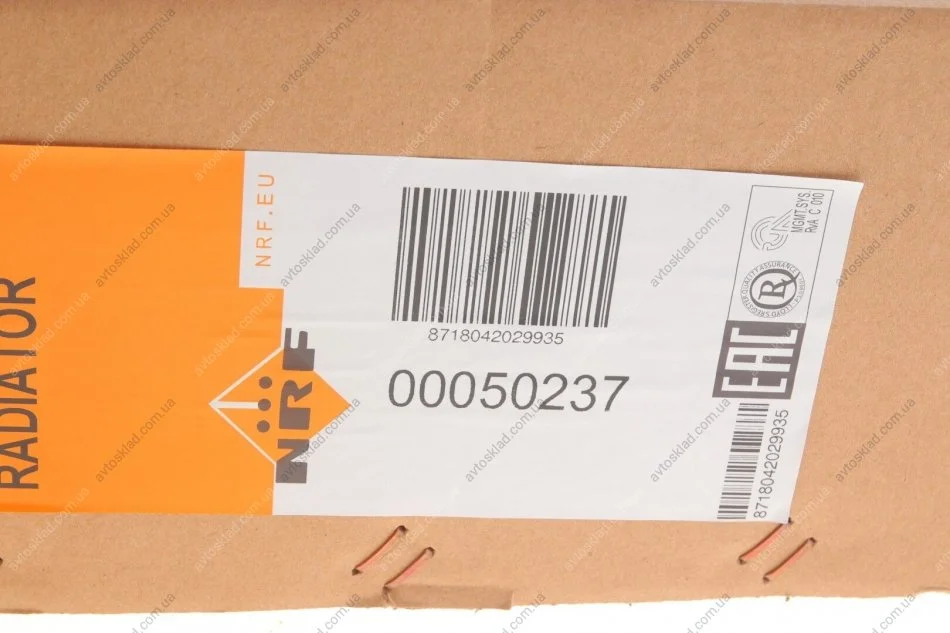 RADIATOR
NRF.EU
NRF
8718042029935
00050237
MGMT. SYS.
RvA C 010
EAC
8718042029935
avtosklad.com.ua